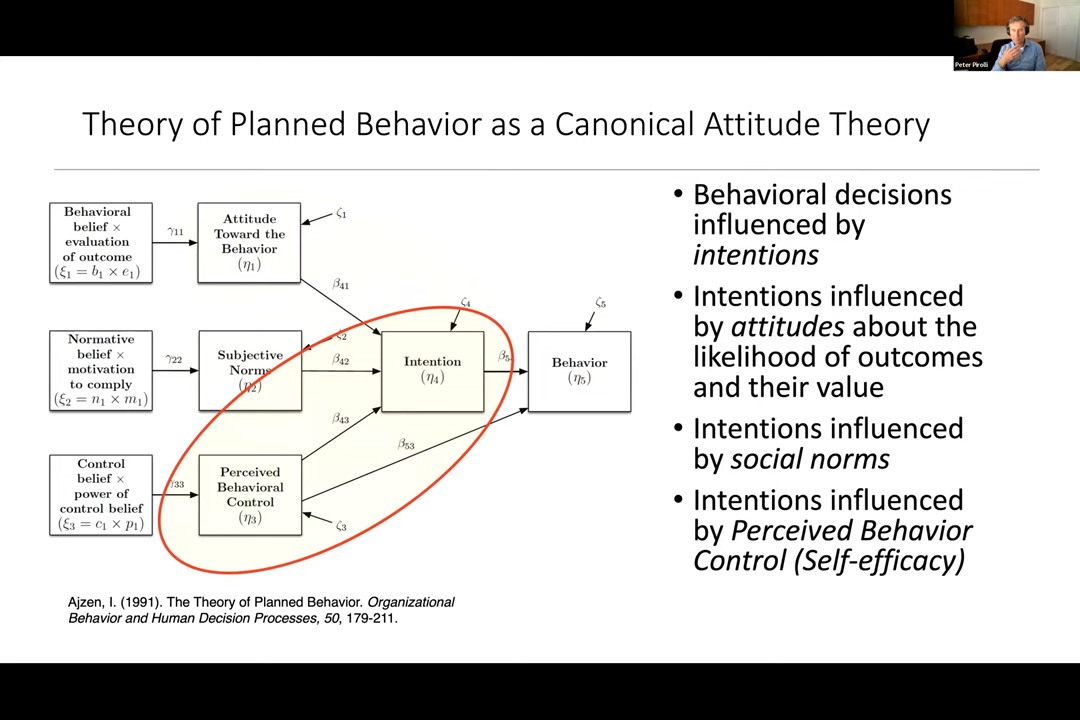 Peter Pirolli
Theory of Planned Behavior as a Canonical Attitude Theory
Behavioral
belief ×
evaluation
of outcome
(ξ₁ = b₁ × e₁)
γ₁₁
Attitude
Toward the
Behavior
(η₁)
ζ₁
β₄₁
Normative
belief ×
motivation
to comply
(ξ₂ = n₁ × m₁)
γ₂₂
Subjective
Norms
(η₂)
ζ₂
β₄₂
ζ₄
Intention
(η₄)
β₅
ζ₅
Behavior
(η₅)
β₄₃
β₅₃
Control
belief ×
power of
control belief
(ξ₃ = c₁ × p₁)
γ₃₃
Perceived
Behavioral
Control
(η₃)
ζ₃
Ajzen, I. (1991). The Theory of Planned Behavior. Organizational
Behavior and Human Decision Processes, 50, 179-211.
• Behavioral decisions
influenced by
intentions
• Intentions influenced
by attitudes about the
likelihood of outcomes
and their value
• Intentions influenced
by social norms
• Intentions influenced
by Perceived Behavior
Control (Self-efficacy)